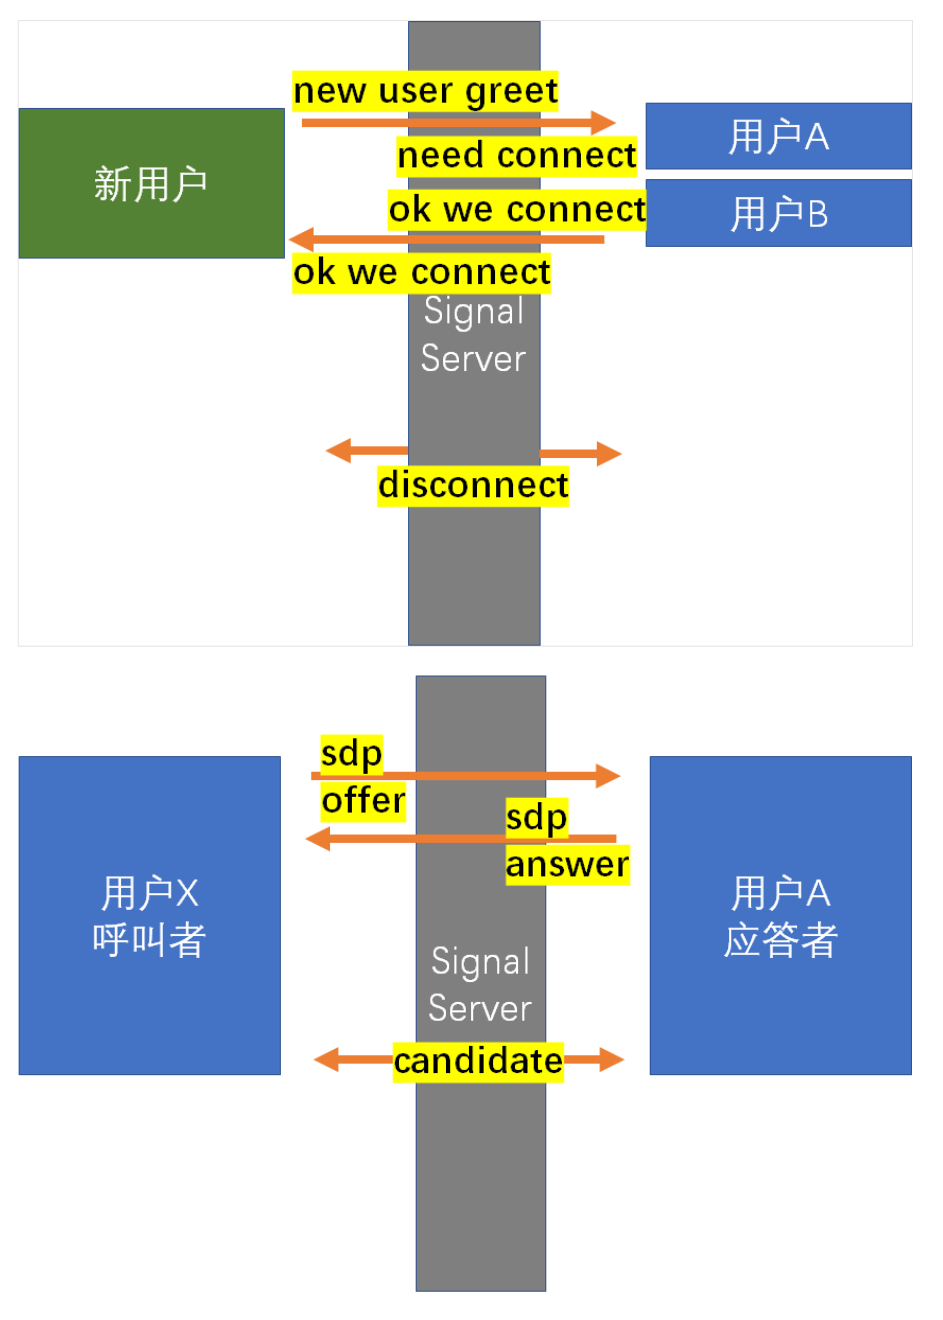 new user greet
need connect
新用户
用户A
用户B
ok we connect
ok we connect
Signal
Server
disconnect
sdp
offer
sdp
answer
用户X
呼叫者
用户A
应答者
Signal
Server
candidate